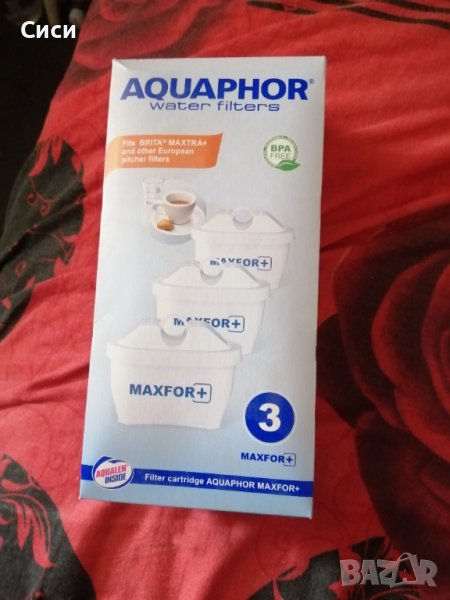 Сиси
AQUAPHOR®
water filters
Fits BRITA® MAXTRA+
and other European
pitcher filters
BPA
FREE
MAXFOR+
MAXFOR+
MAXFOR+
3
MAXFOR+
AQUALEN
INSIDE
Filter cartridge AQUAPHOR MAXFOR+
BAZAR